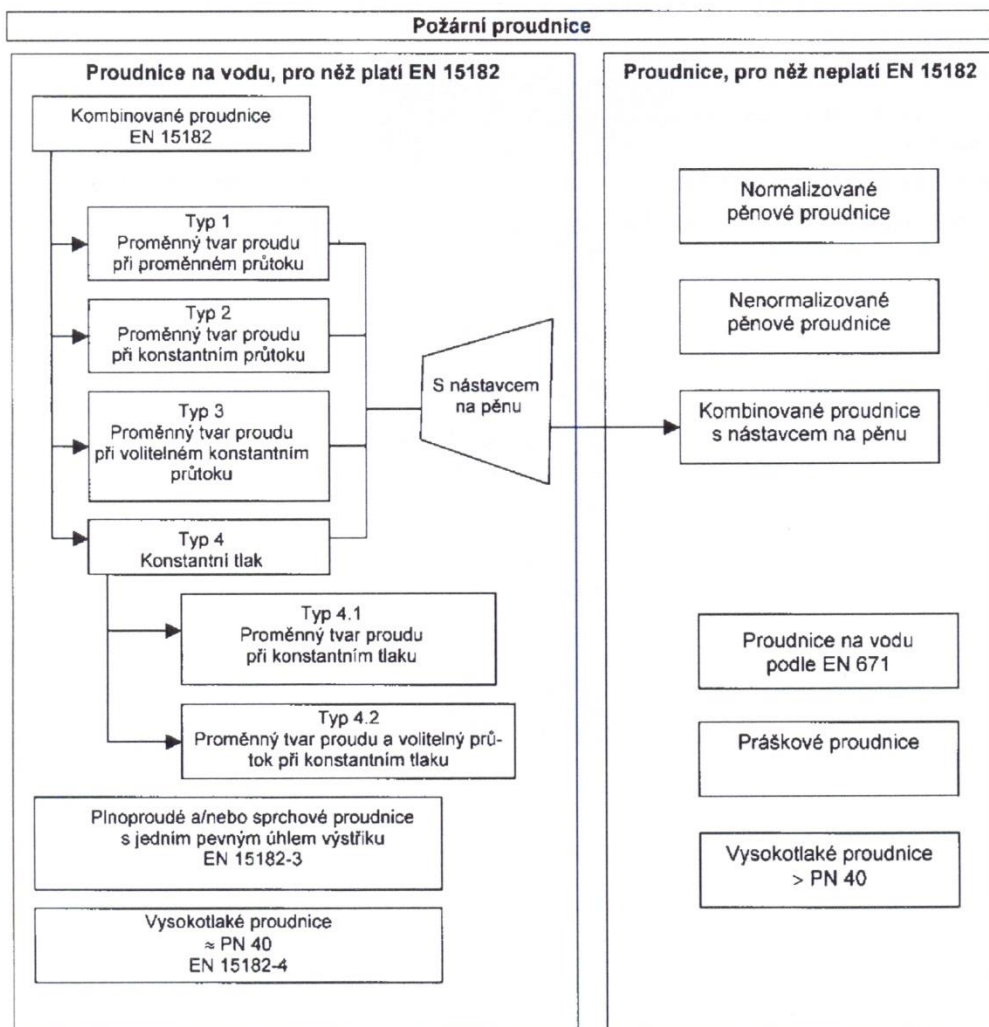 Požární proudnice
Proudnice na vodu, pro něž platí EN 15182
Kombinované proudnice
EN 15182
Typ 1
Proměnný tvar proudu
při proměnném průtoku
Typ 2
Proměnný tvar proudu
při konstantním průtoku
Typ 3
Proměnný tvar proudu
při volitelném konstantním
průtoku
Typ 4
Konstantní tlak
Typ 4.1
Proměnný tvar proudu
při konstantním tlaku
Typ 4.2
Proměnný tvar proudu a volitelný prů-
tok při konstantním tlaku
Plnoproudé a/nebo sprchové proudnice
s jedním pevným úhlem výstřiku
EN 15182-3
Vysokotlaké proudnice
≈ PN 40
EN 15182-4
S nástavcem
na pěnu
Proudnice, pro něž neplatí EN 15182
Normalizované
pěnové proudnice
Nenormalizované
pěnové proudnice
Kombinované proudnice
s nástavcem na pěnu
Proudnice na vodu
podle EN 671
Práškové proudnice
Vysokotlaké proudnice
> PN 40